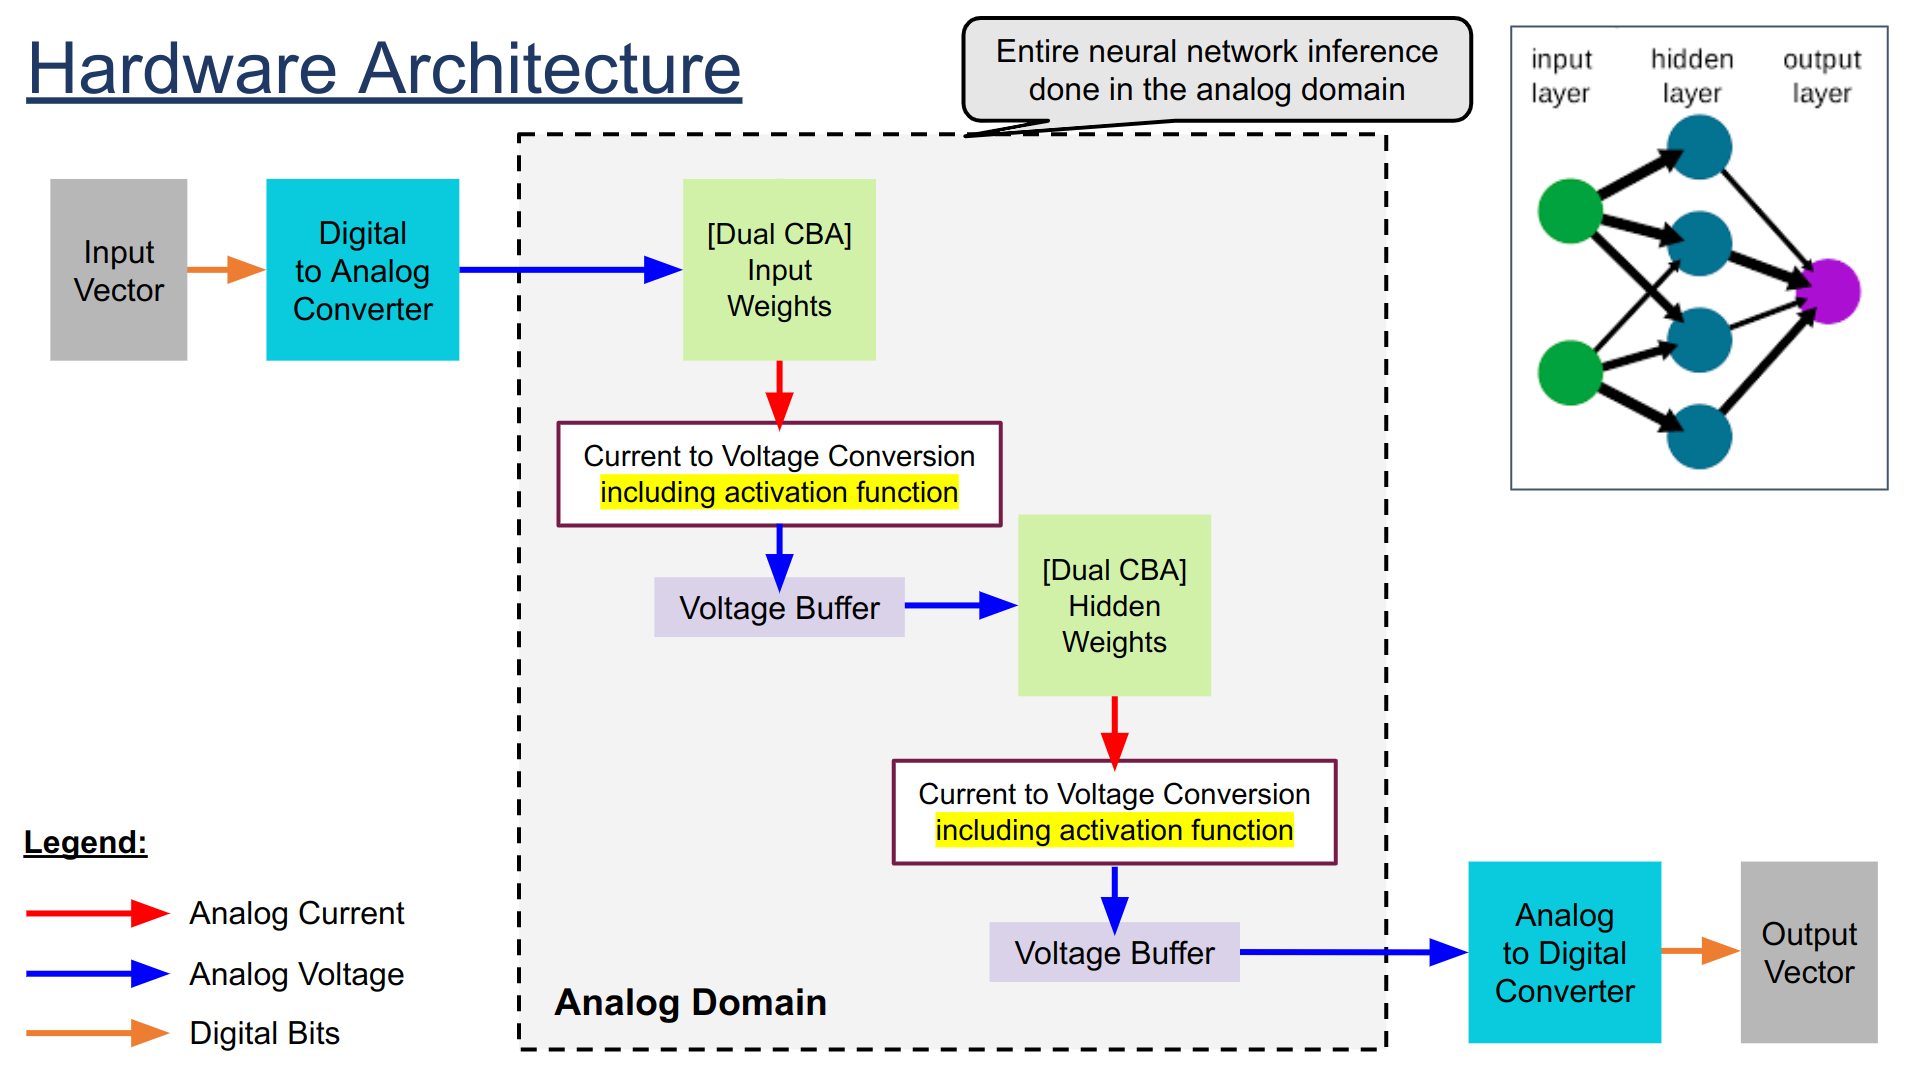 Hardware Architecture
Entire neural network inference
done in the analog domain
input
layer
hidden
layer
output
layer
Input
Vector
Digital
to Analog
Converter
[Dual CBA]
Input
Weights
Current to Voltage Conversion
including activation function
Voltage Buffer
[Dual CBA]
Hidden
Weights
Current to Voltage Conversion
including activation function
Voltage Buffer
Analog
to Digital
Converter
Output
Vector
Analog Domain
Legend:
Analog Current
Analog Voltage
Digital Bits